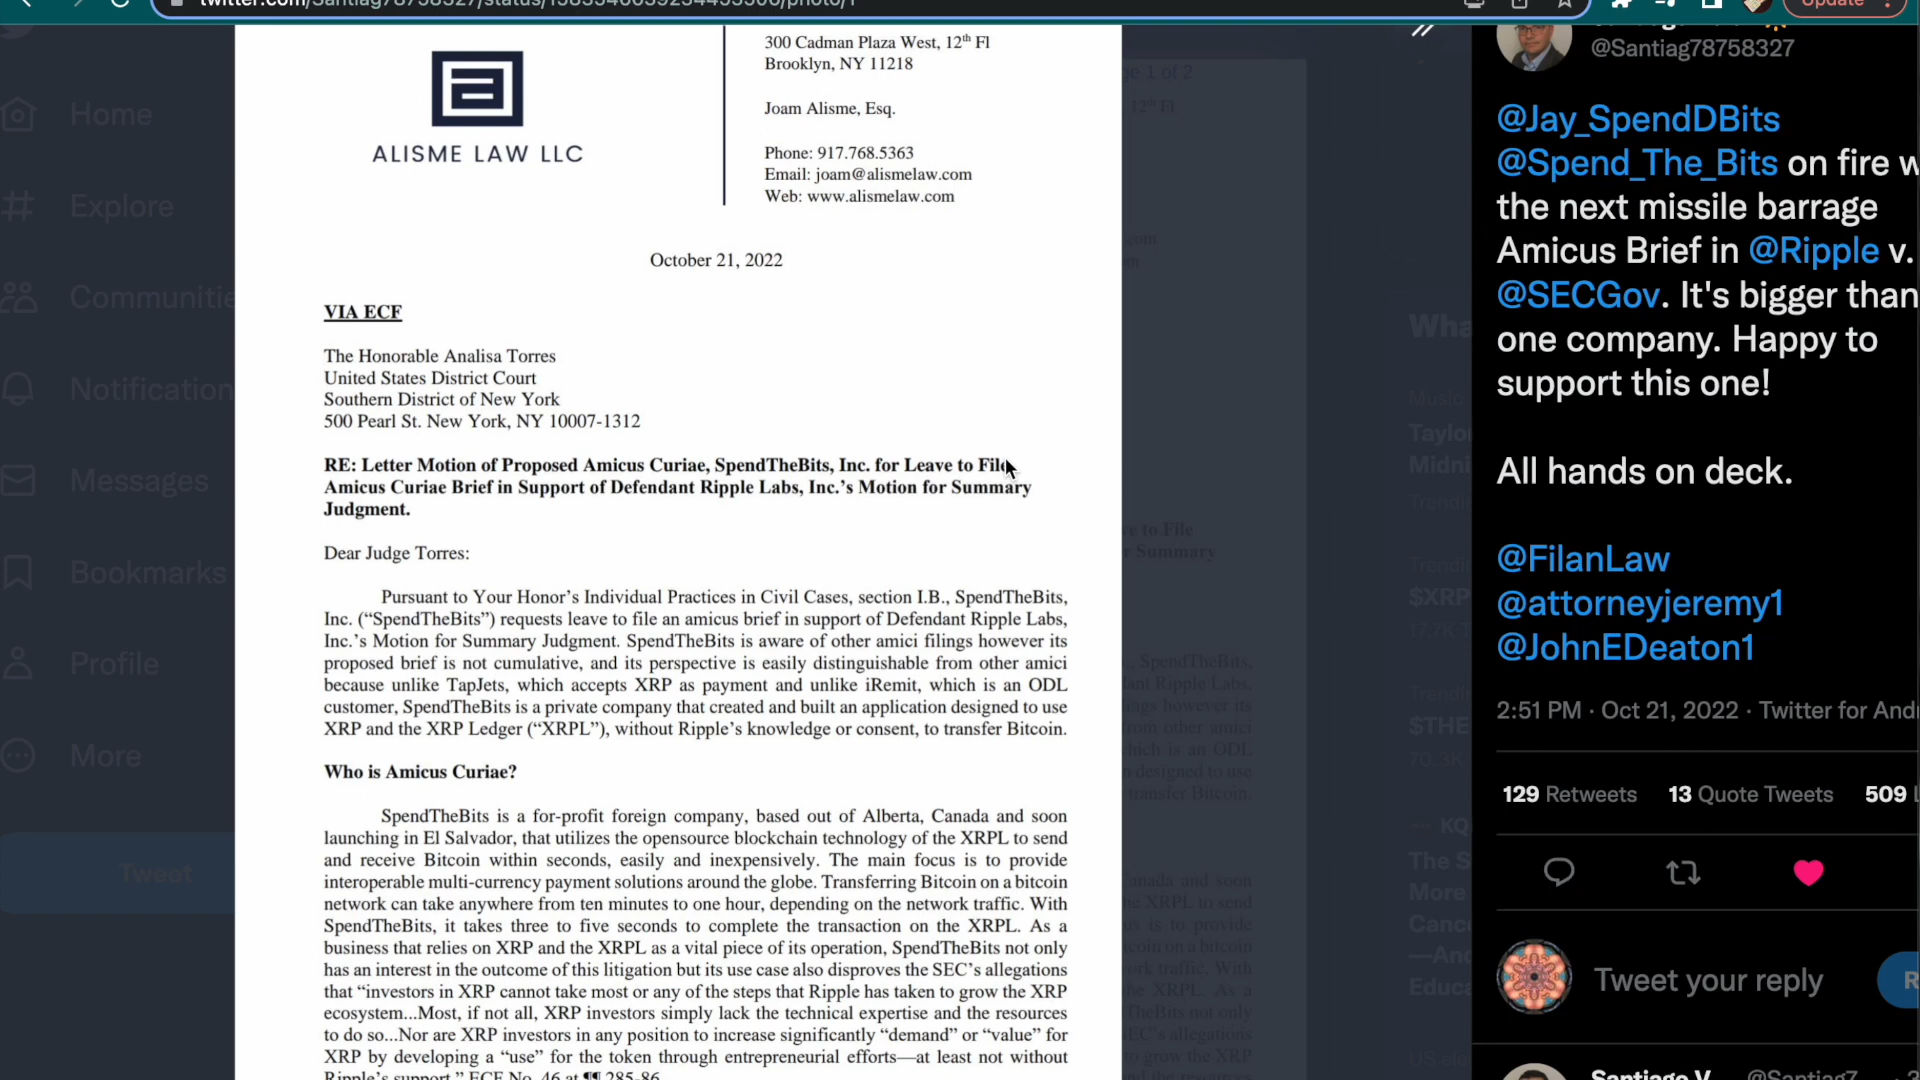 Update
Home
Explore
Communitie
Notification
Messages
Bookmarks
Profile
More
Tweet
ALISME LAW LLC
300 Cadman Plaza West, 12th Fl
Brooklyn, NY 11218
Joam Alisme, Esq.
Phone: 917.768.5363
Email: joam@alismelaw.com
Web: www.alismelaw.com
October 21, 2022
VIA ECF
The Honorable Analisa Torres
United States District Court
Southern District of New York
500 Pearl St. New York, NY 10007-1312
RE: Letter Motion of Proposed Amicus Curiae, SpendTheBits, Inc. for Leave to File
Amicus Curiae Brief in Support of Defendant Ripple Labs, Inc.’s Motion for Summary
Judgment.
Dear Judge Torres:
Pursuant to Your Honor’s Individual Practices in Civil Cases, section I.B., SpendTheBits,
Inc. (“SpendTheBits”) requests leave to file an amicus brief in support of Defendant Ripple Labs,
Inc.’s Motion for Summary Judgment. SpendTheBits is aware of other amici filings however its
proposed brief is not cumulative, and its perspective is easily distinguishable from other amici
because unlike TapJets, which accepts XRP as payment and unlike iRemit, which is an ODL
customer, SpendTheBits is a private company that created and built an application designed to use
XRP and the XRP Ledger (“XRPL”), without Ripple’s knowledge or consent, to transfer Bitcoin.
Who is Amicus Curiae?
SpendTheBits is a for-profit foreign company, based out of Alberta, Canada and soon
launching in El Salvador, that utilizes the opensource blockchain technology of the XRPL to send
and receive Bitcoin within seconds, easily and inexpensively. The main focus is to provide
interoperable multi-currency payment solutions around the globe. Transferring Bitcoin on a bitcoin
network can take anywhere from ten minutes to one hour, depending on the network traffic. With
SpendTheBits, it takes three to five seconds to complete the transaction on the XRPL. As a
business that relies on XRP and the XRPL as a vital piece of its operation, SpendTheBits not only
has an interest in the outcome of this litigation but its use case also disproves the SEC’s allegations
that “investors in XRP cannot take most or any of the steps that Ripple has taken to grow the XRP
ecosystem...Most, if not all, XRP investors simply lack the technical expertise and the resources
to do so...Nor are XRP investors in any position to increase significantly “demand” or “value” for
XRP by developing a “use” for the token through entrepreneurial efforts—at least not without
Ripple’s support.” ECF No. 46 at ¶¶ 285-86.
@Santiag78758327
@Jay_SpendDBits
@Spend_The_Bits on fire w
the next missile barrage
Amicus Brief in @Ripple v.
@SECGov. It's bigger than
one company. Happy to
support this one!
All hands on deck.
@FilanLaw
@attorneyjeremy1
@JohnEDeaton1
2:51 PM · Oct 21, 2022 · Twitter for And
129 Retweets 13 Quote Tweets 509
Tweet your reply
R
Santiago V @Santiag7